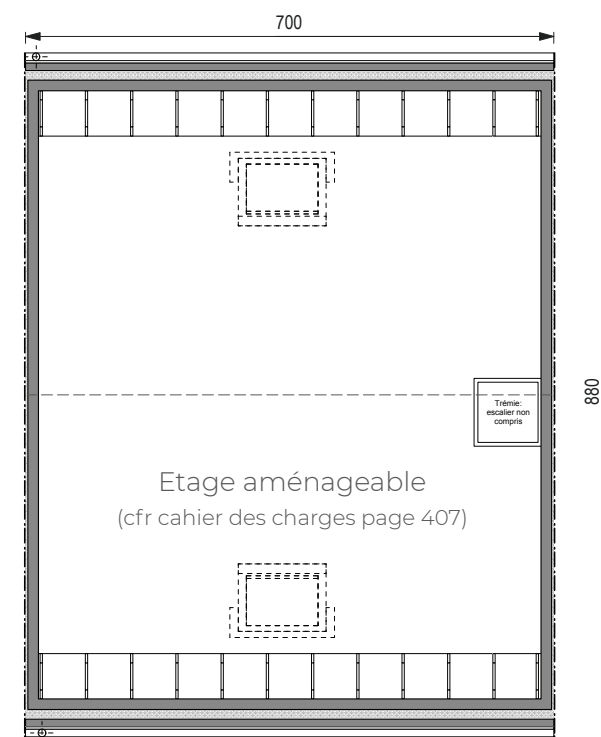 700
880
Trémie:
escalier non
compris
Etage aménageable
(cfr cahier des charges page 407)